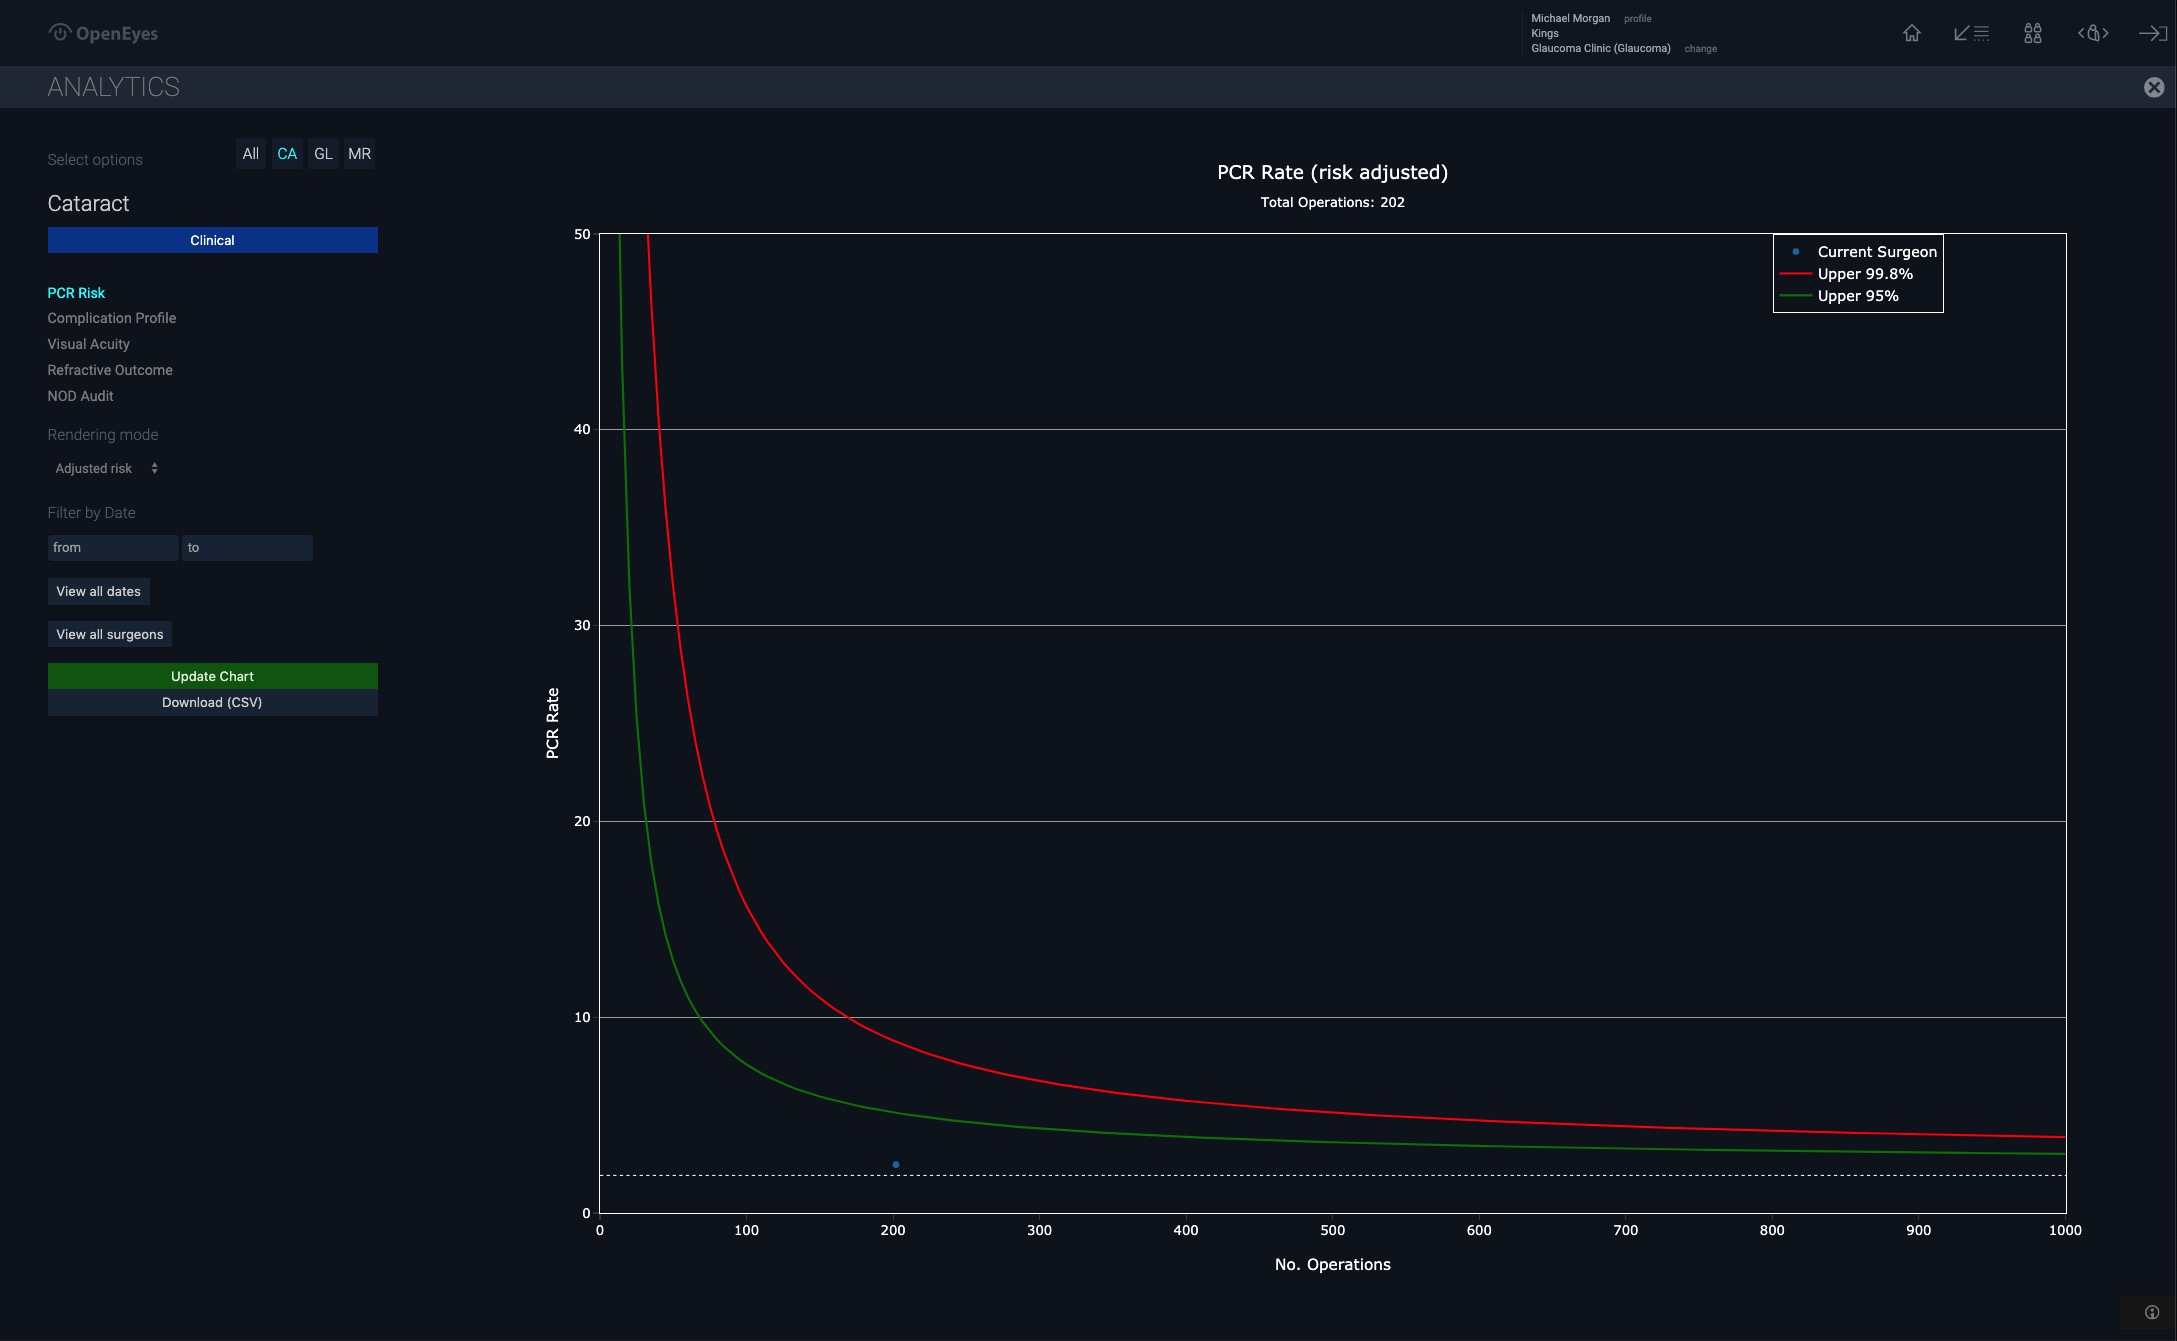 OpenEyes
Michael Morgan profile
Kings
Glaucoma Clinic (Glaucoma) change
ANALYTICS
Select options
All CA GL MR
Cataract
Clinical
PCR Risk
Complication Profile
Visual Acuity
Refractive Outcome
NOD Audit
Rendering mode
Adjusted risk
Filter by Date
from to
View all dates
View all surgeons
Update Chart
Download (CSV)
PCR Rate (risk adjusted)
Total Operations: 202
Current Surgeon
Upper 99.8%
Upper 95%
50
40
30
20
10
0
PCR Rate
0 100 200 300 400 500 600 700 800 900 1000
No. Operations